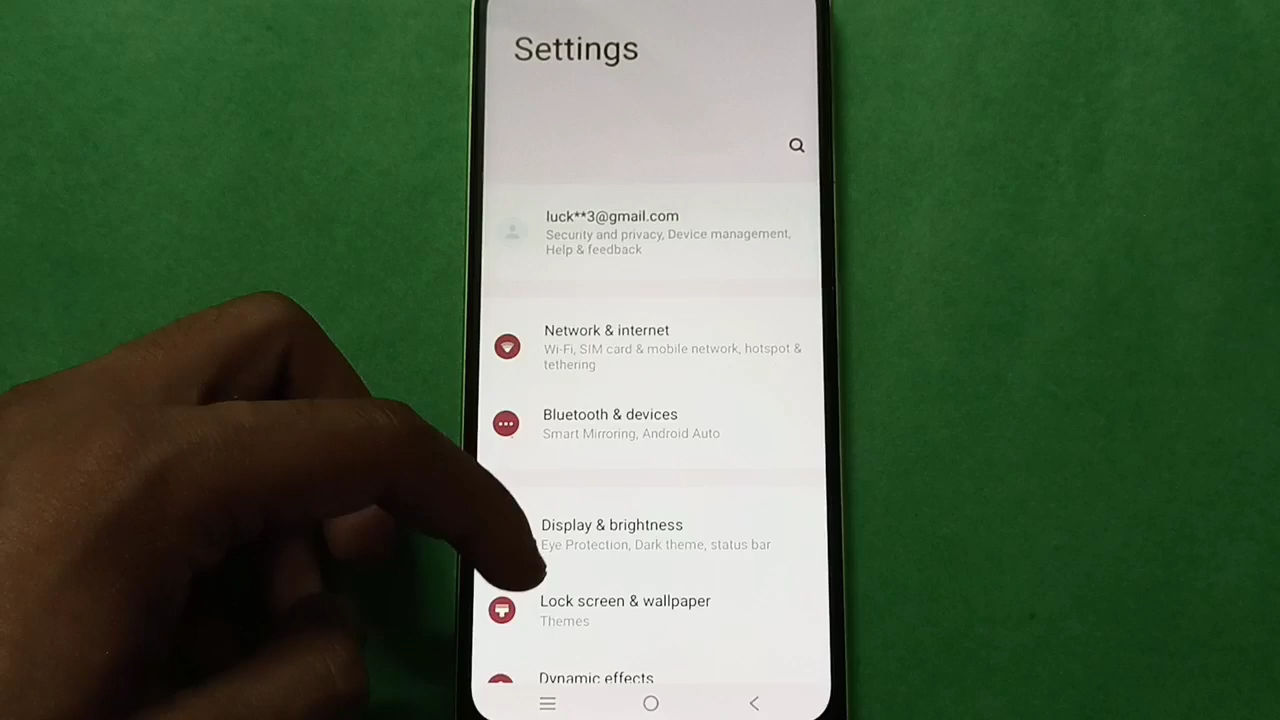 Settings
luck**3@gmail.com
Security and privacy, Device management,
Help & feedback
Network & internet
Wi-Fi, SIM card & mobile network, hotspot &
tethering
Bluetooth & devices
Smart Mirroring, Android Auto
Display & brightness
Eye Protection, Dark theme, status bar
Lock screen & wallpaper
Themes
Dynamic effects